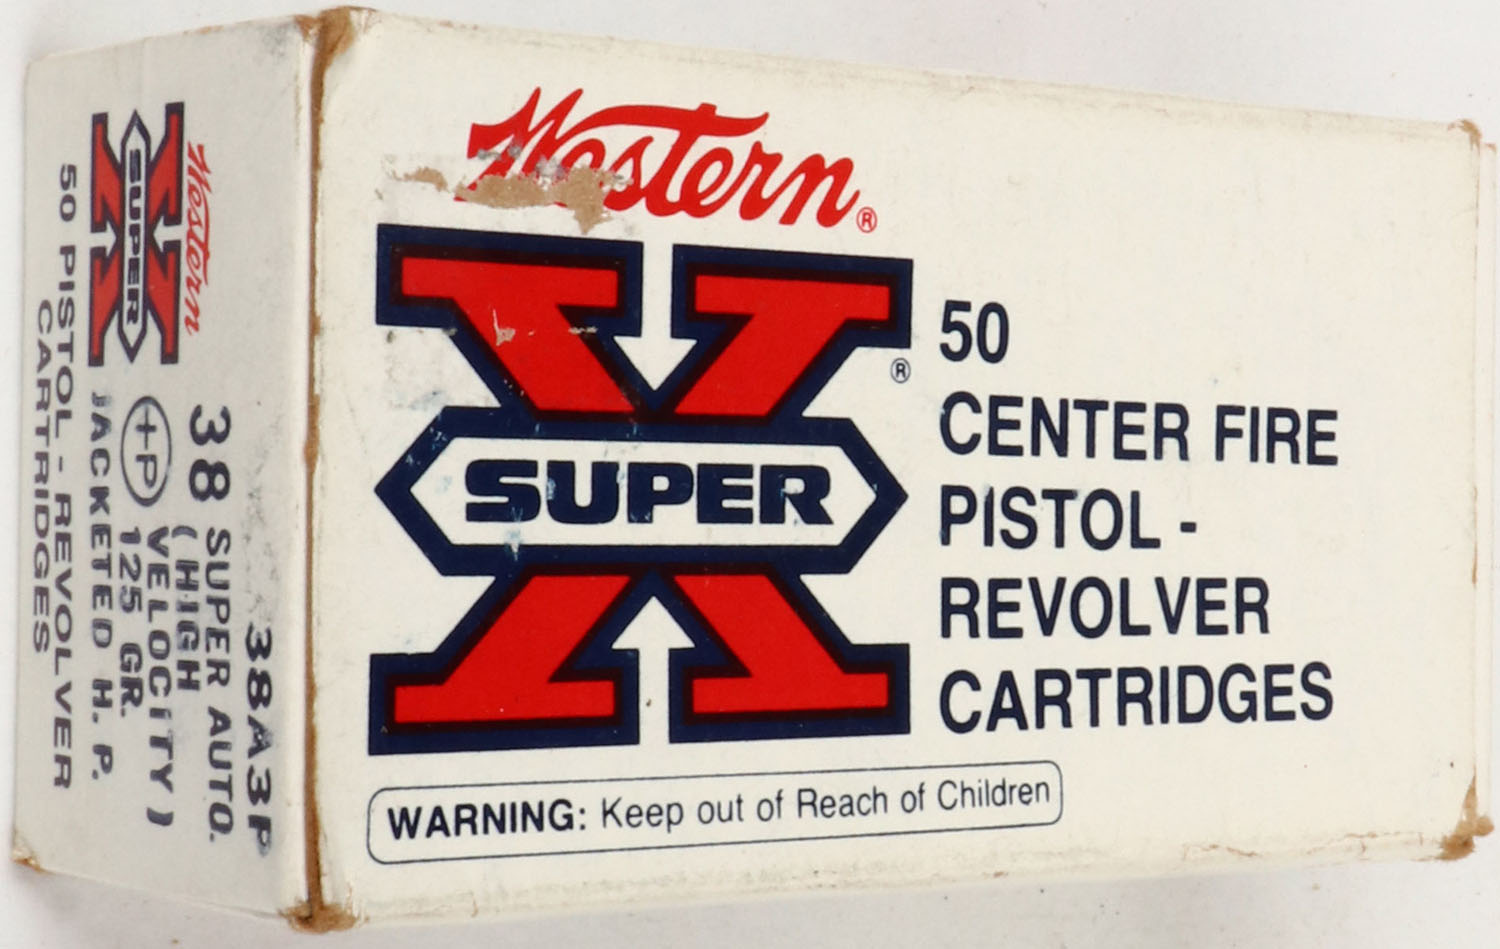 Western®
SUPER X®
50
CENTER FIRE
PISTOL -
REVOLVER
CARTRIDGES
WARNING: Keep out of Reach of Children
38A3P
Western
SUPER X
38 SUPER AUTO.
(HIGH
VELOCITY)
+P
125 GR.
JACKETED H. P.
50 PISTOL - REVOLVER
CARTRIDGES